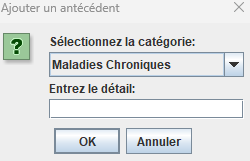 Ajouter un antécédent
Sélectionnez la catégorie:
Maladies Chroniques
Entrez le détail:
OK
Annuler